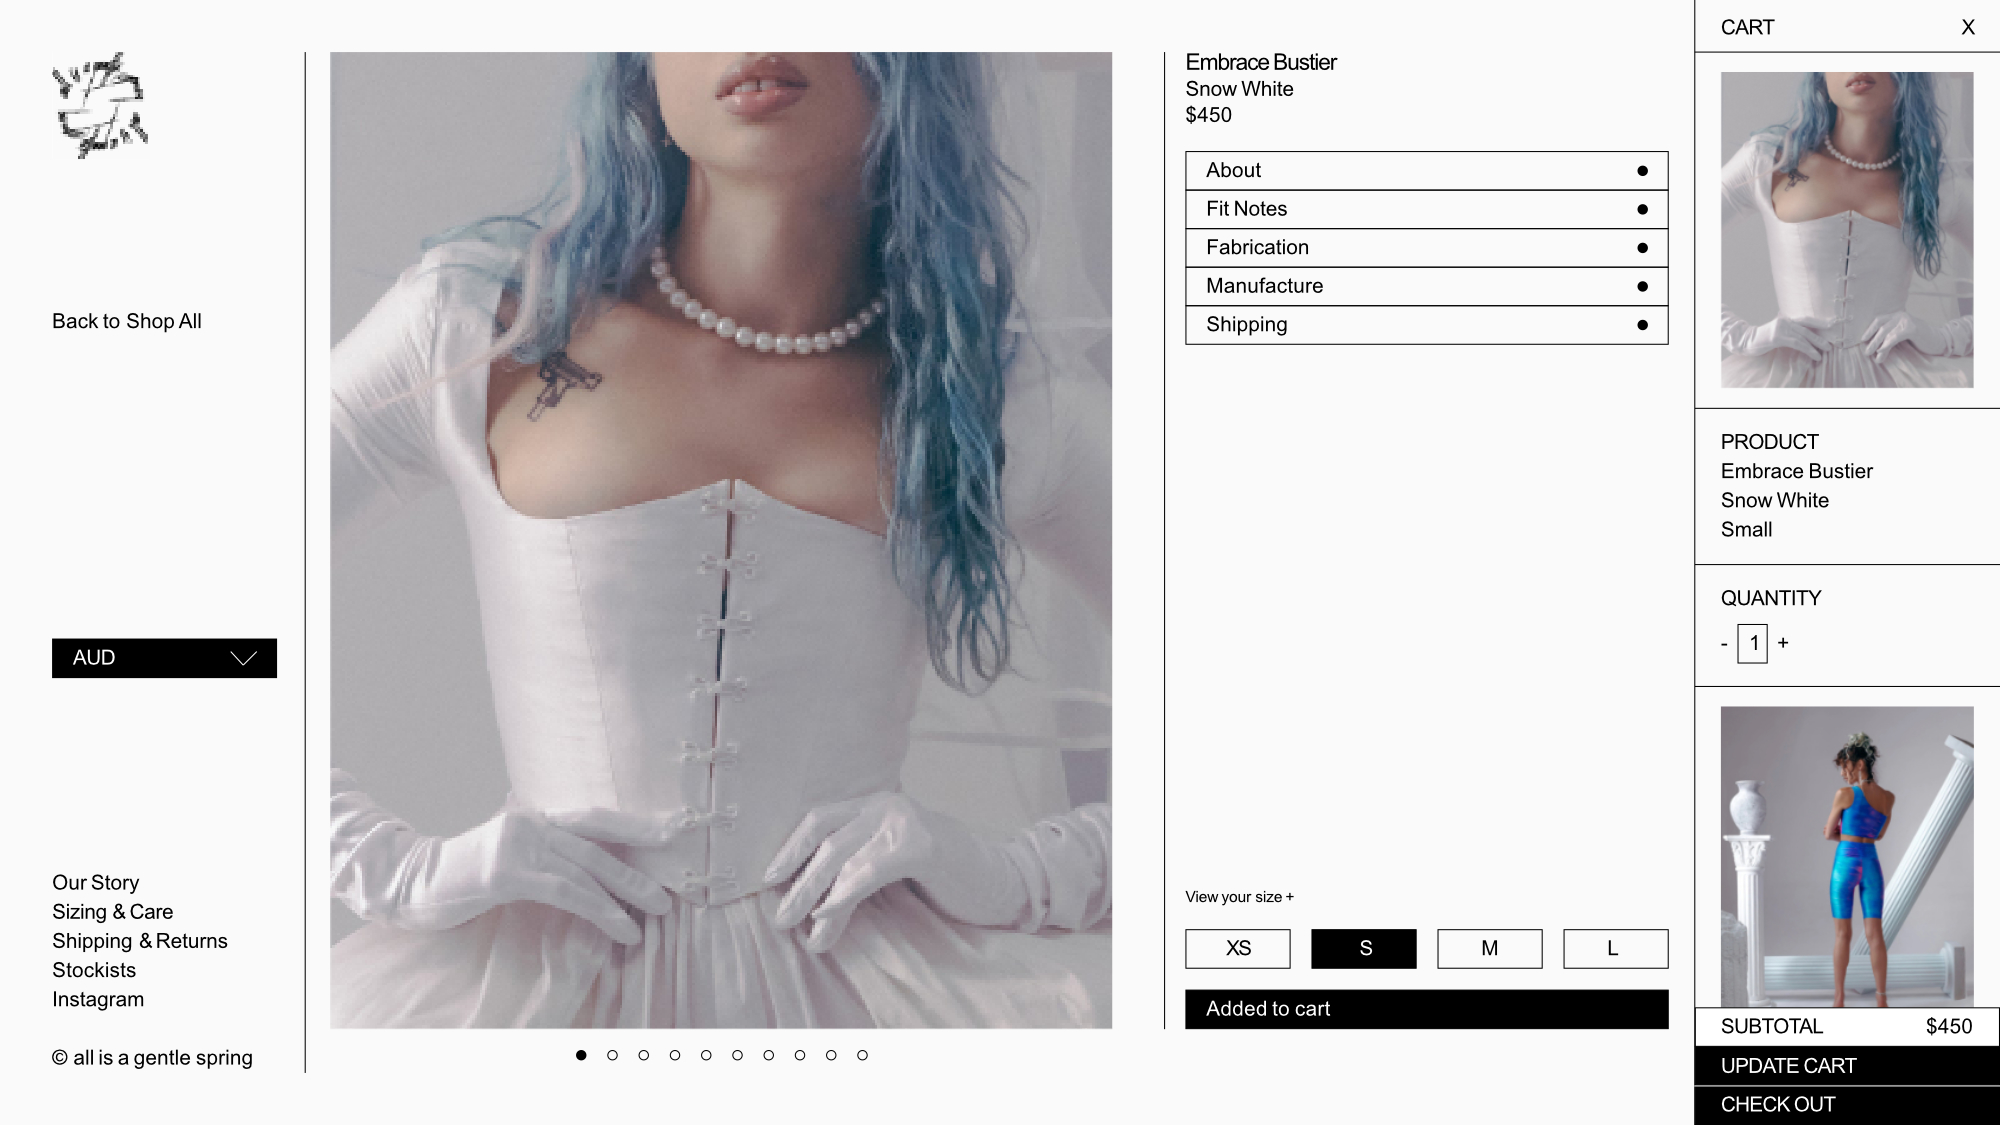 Back to Shop All
AUD
Our Story
Sizing & Care
Shipping & Returns
Stockists
Instagram
© all is a gentle spring
Embrace Bustier
Snow White
$450
About
Fit Notes
Fabrication
Manufacture
Shipping
View your size +
XS
S
M
L
Added to cart
CART X
PRODUCT
Embrace Bustier
Snow White
Small
QUANTITY
- 1 +
SUBTOTAL $450
UPDATE CART
CHECK OUT